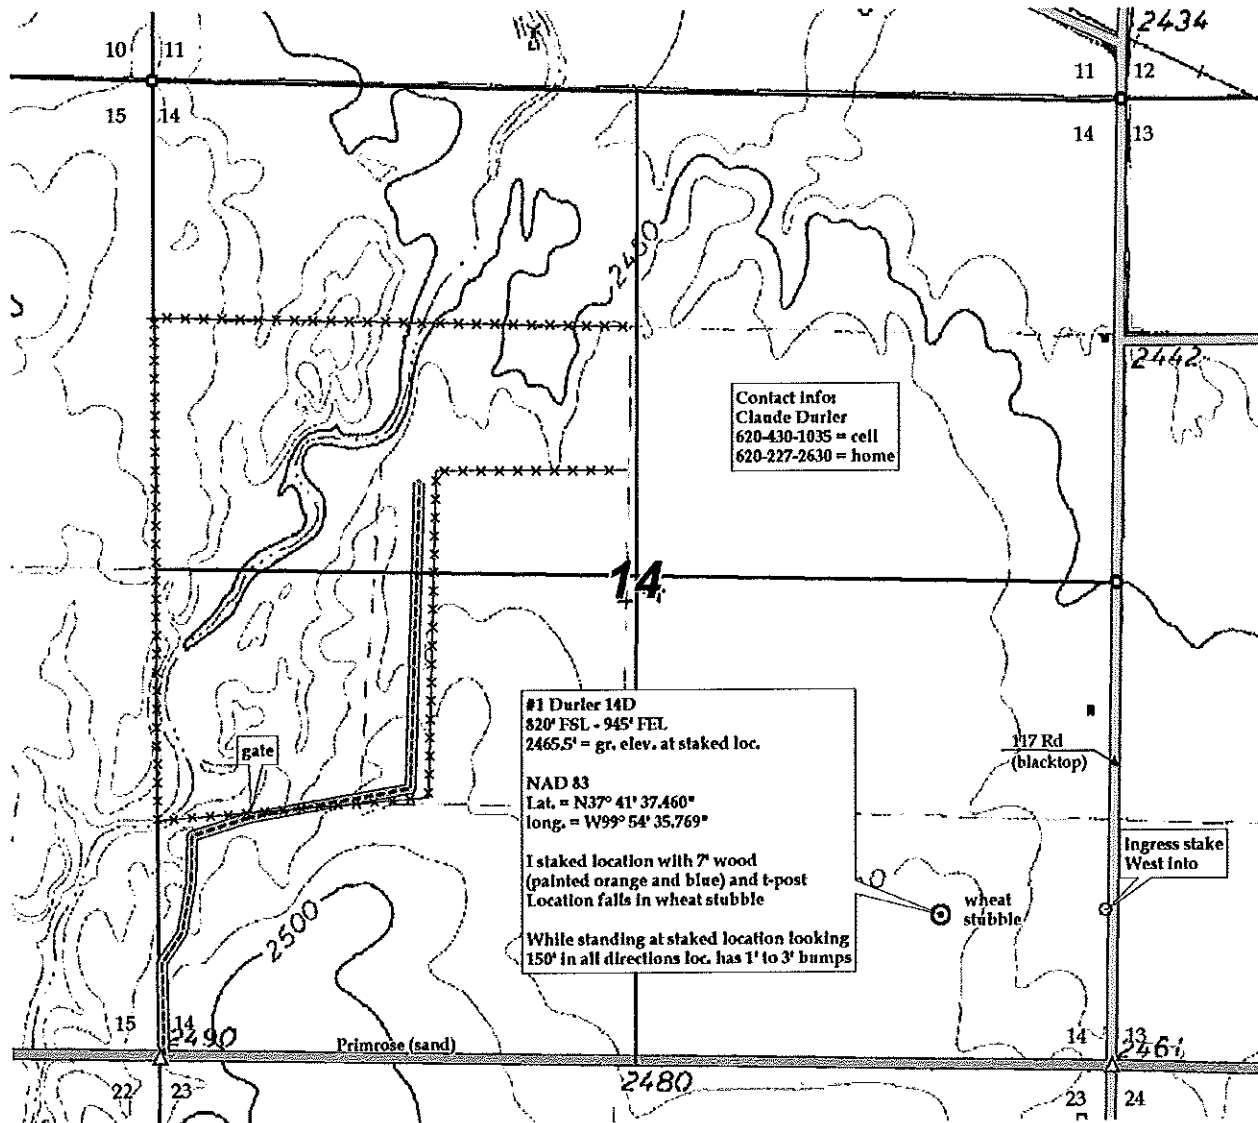 2434
10 11
11 12
15 14
14 13
2460
2442
Contact info:
Claude Durler
620-430-1035 = cell
620-227-2630 = home
14
#1 Durler 14D
820' FSL - 945' FEL
2465.5' = gr. elev. at staked loc.
NAD 83
Lat. = N37° 41' 37.460"
long. = W99° 54' 35.769"
I staked location with 7' wood
(painted orange and blue) and t-post
Location falls in wheat stubble
While standing at staked location looking
150' in all directions loc. has 1' to 3' bumps
gate
117 Rd
(blacktop)
Ingress stake
West into
0
wheat
stubble
2500
15 14
2490
Primrose (sand)
14 13
2461
2480
22 23
23 24